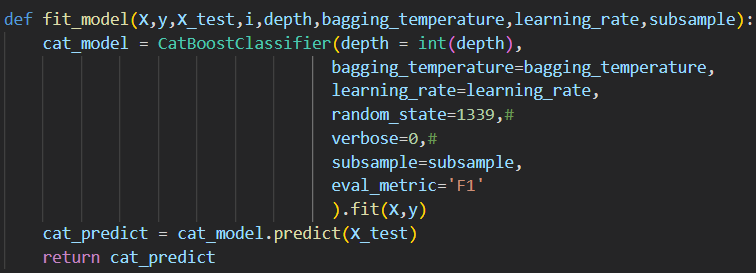 def fit_model(X,y,X_test,i,depth,bagging_temperature,learning_rate,subsample):
    cat_model = CatBoostClassifier(depth = int(depth),
                                   bagging_temperature=bagging_temperature,
                                   learning_rate=learning_rate,
                                   random_state=1339,#
                                   verbose=0,#
                                   subsample=subsample,
                                   eval_metric='F1'
                                   ).fit(X,y)
    cat_predict = cat_model.predict(X_test)
    return cat_predict